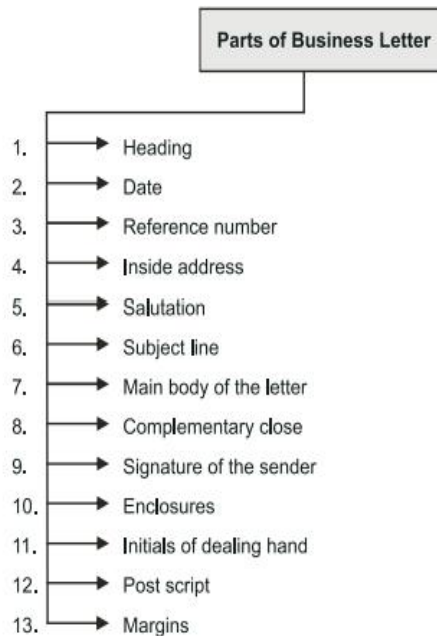 Parts of Business Letter
1. Heading
2. Date
3. Reference number
4. Inside address
5. Salutation
6. Subject line
7. Main body of the letter
8. Complementary close
9. Signature of the sender
10. Enclosures
11. Initials of dealing hand
12. Post script
13. Margins